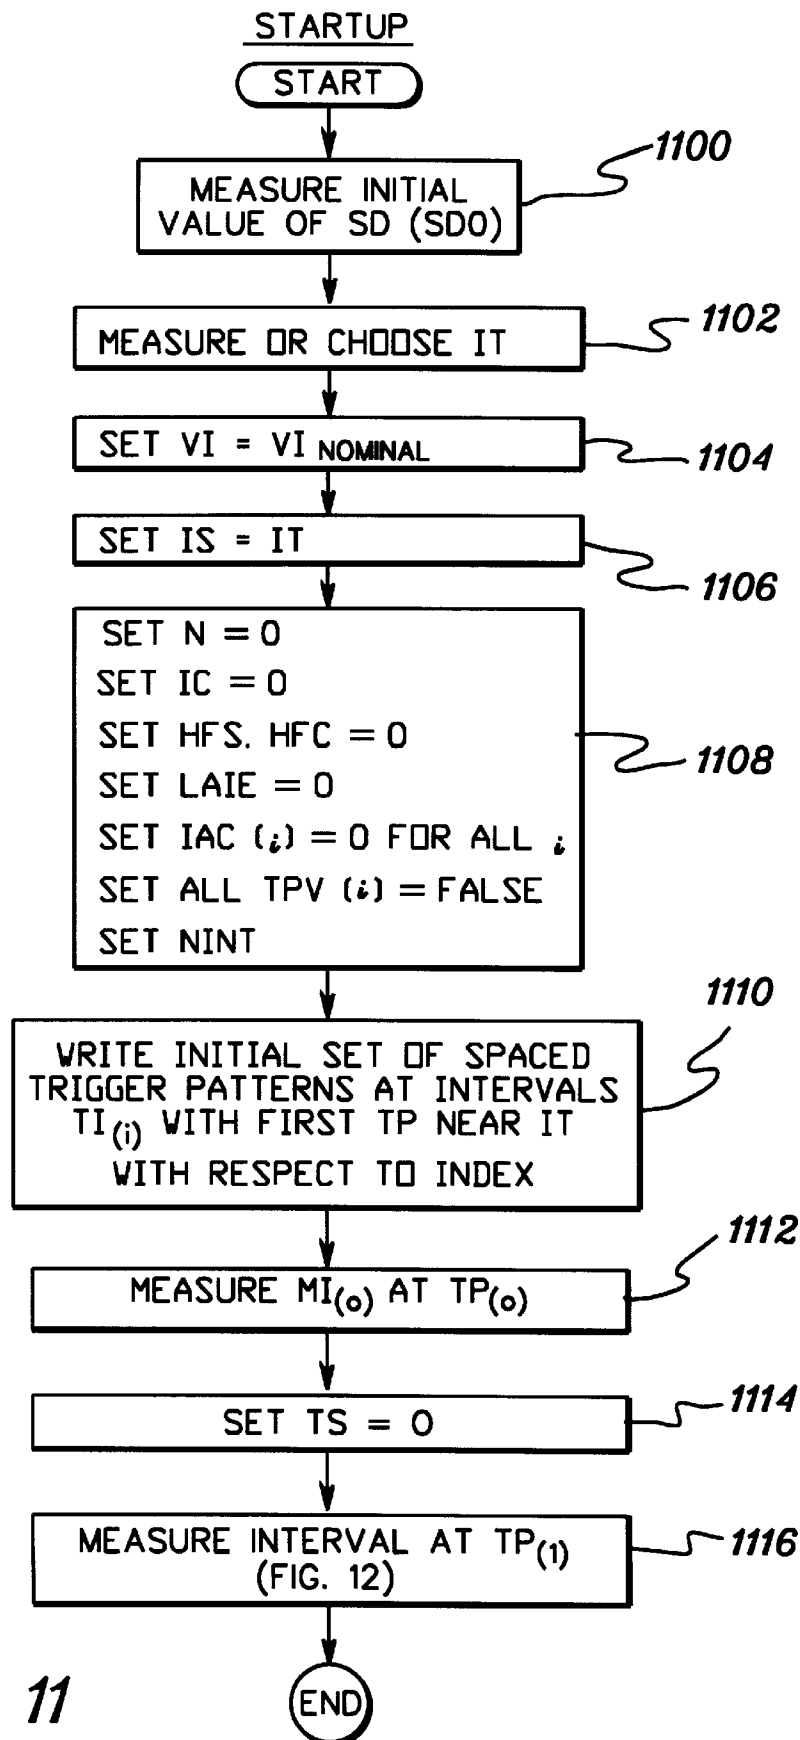 STARTUP
START
1100
MEASURE INITIAL
VALUE OF SD (SD0)
1102
MEASURE OR CHOOSE IT
SET VI = VI NOMINAL
1104
SET IS = IT
1106
SET N = 0
SET IC = 0
SET HFS, HFC = 0
1108
SET LAIE = 0
SET IAC (i) = 0 FOR ALL i
SET ALL TPV (i) = FALSE
SET NINT
1110
WRITE INITIAL SET OF SPACED
TRIGGER PATTERNS AT INTERVALS
TI(i) WITH FIRST TP NEAR IT
WITH RESPECT TO INDEX
1112
MEASURE MI(o) AT TP(o)
1114
SET TS = 0
MEASURE INTERVAL AT TP(1)
(FIG. 12)
1116
11
END